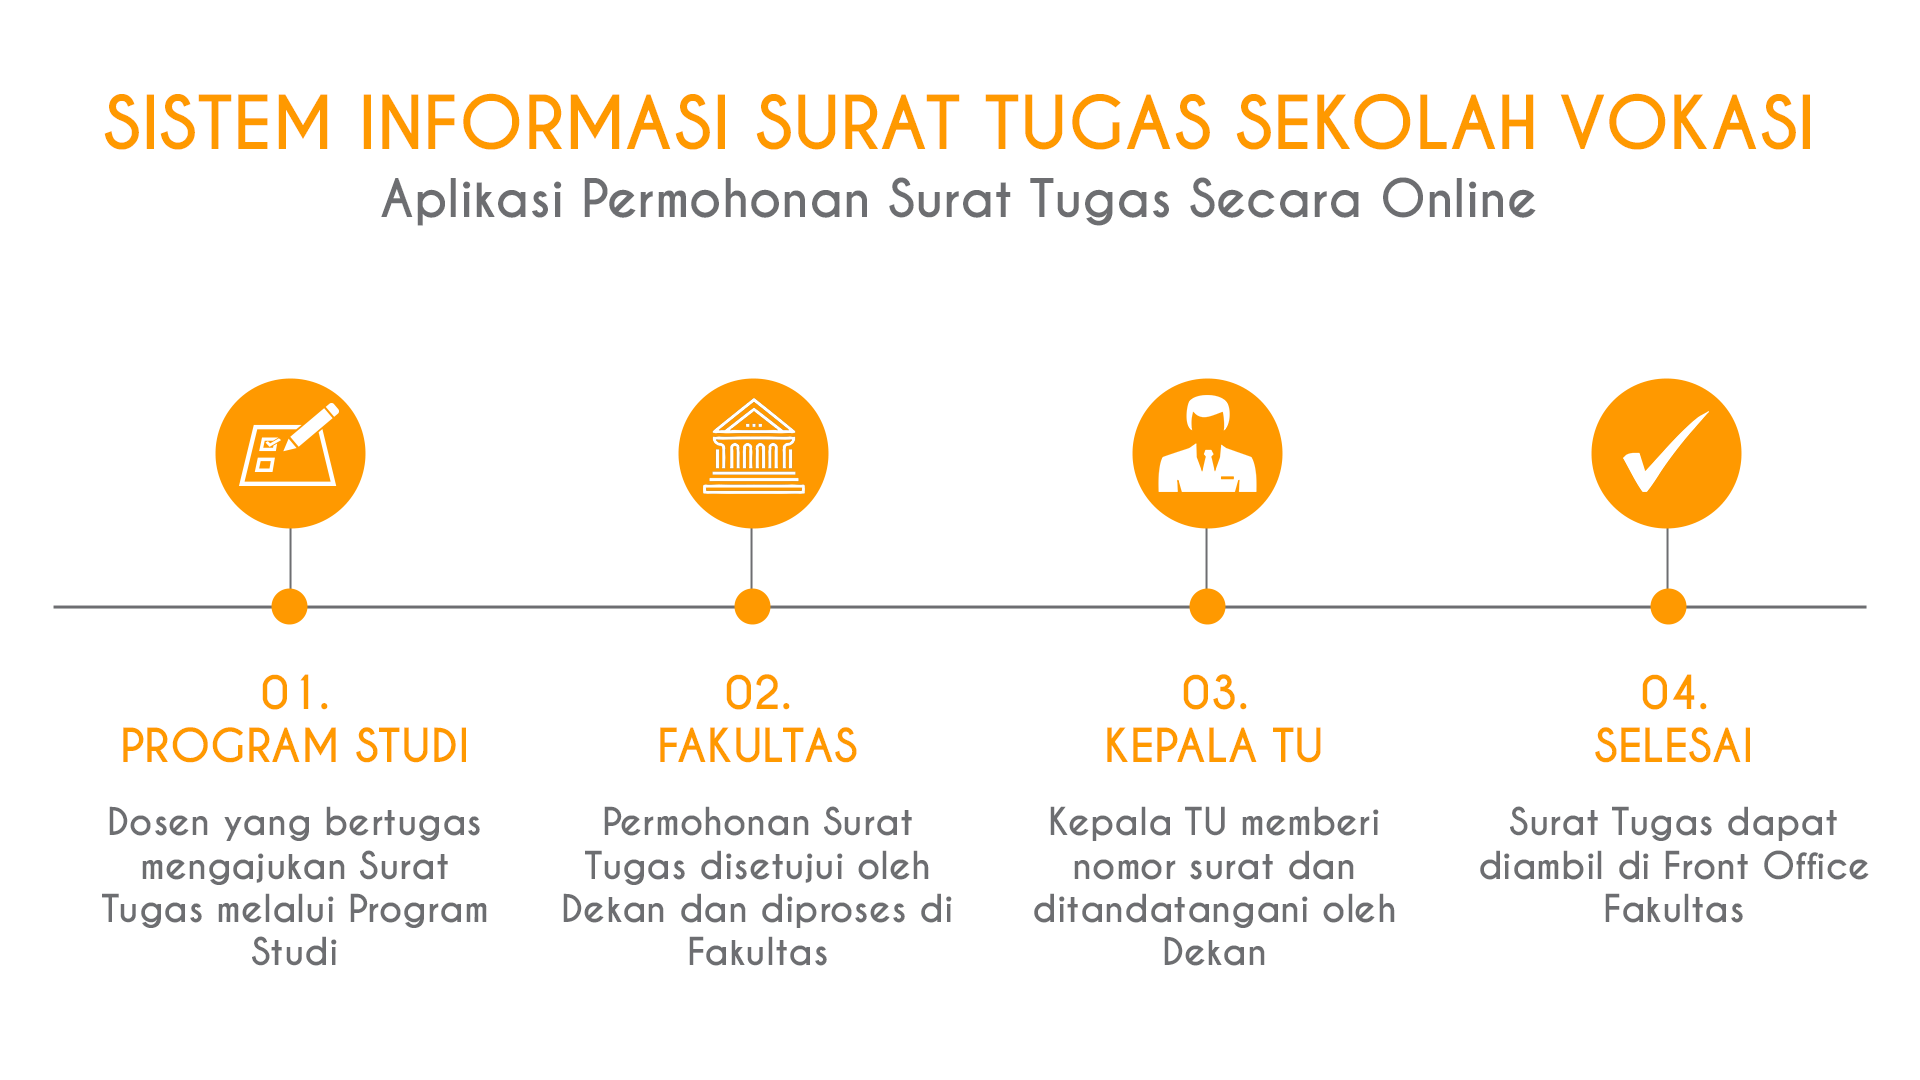 SISTEM INFORMASI SURAT TUGAS SEKOLAH VOKASI
Aplikasi Permohonan Surat Tugas Secara Online
01.
PROGRAM STUDI
Dosen yang bertugas
mengajukan Surat
Tugas melalui Program
Studi
02.
FAKULTAS
Permohonan Surat
Tugas disetujui oleh
Dekan dan diproses di
Fakultas
03.
KEPALA TU
Kepala TU memberi
nomor surat dan
ditandatangani oleh
Dekan
04.
SELESAI
Surat Tugas dapat
diambil di Front Office
Fakultas